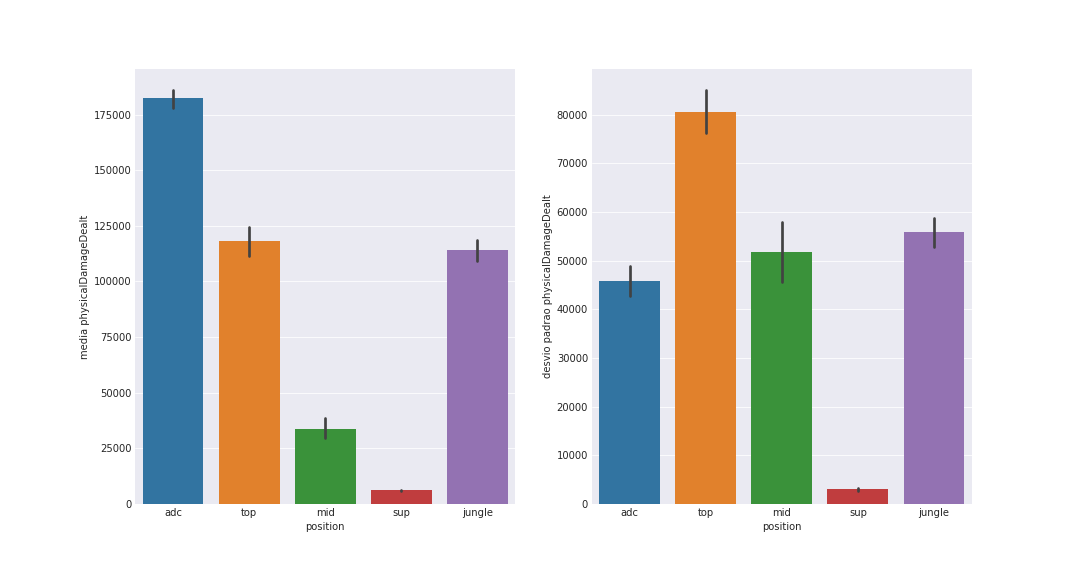 media physicalDamageDealt
175000
150000
125000
100000
75000
50000
25000
0
adc top mid sup jungle
position
desvio padrao physicalDamageDealt
80000
70000
60000
50000
40000
30000
20000
10000
0
adc top mid sup jungle
position